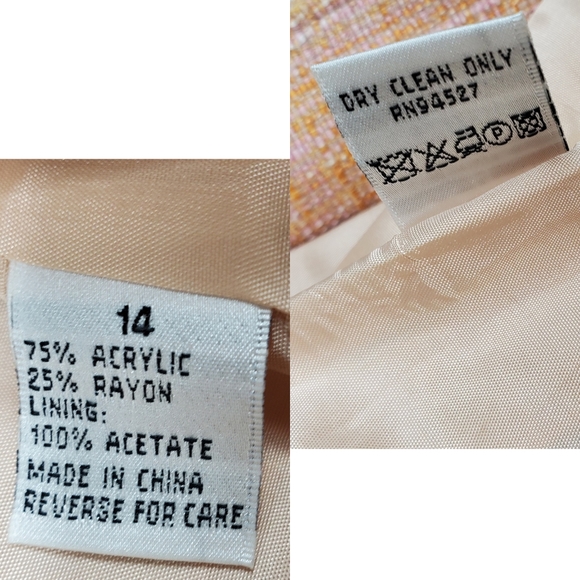 14
75% ACRYLIC
25% RAYON
LINING:
100% ACETATE
MADE IN CHINA
REVERSE FOR CARE
DRY CLEAN ONLY
RN94527
P